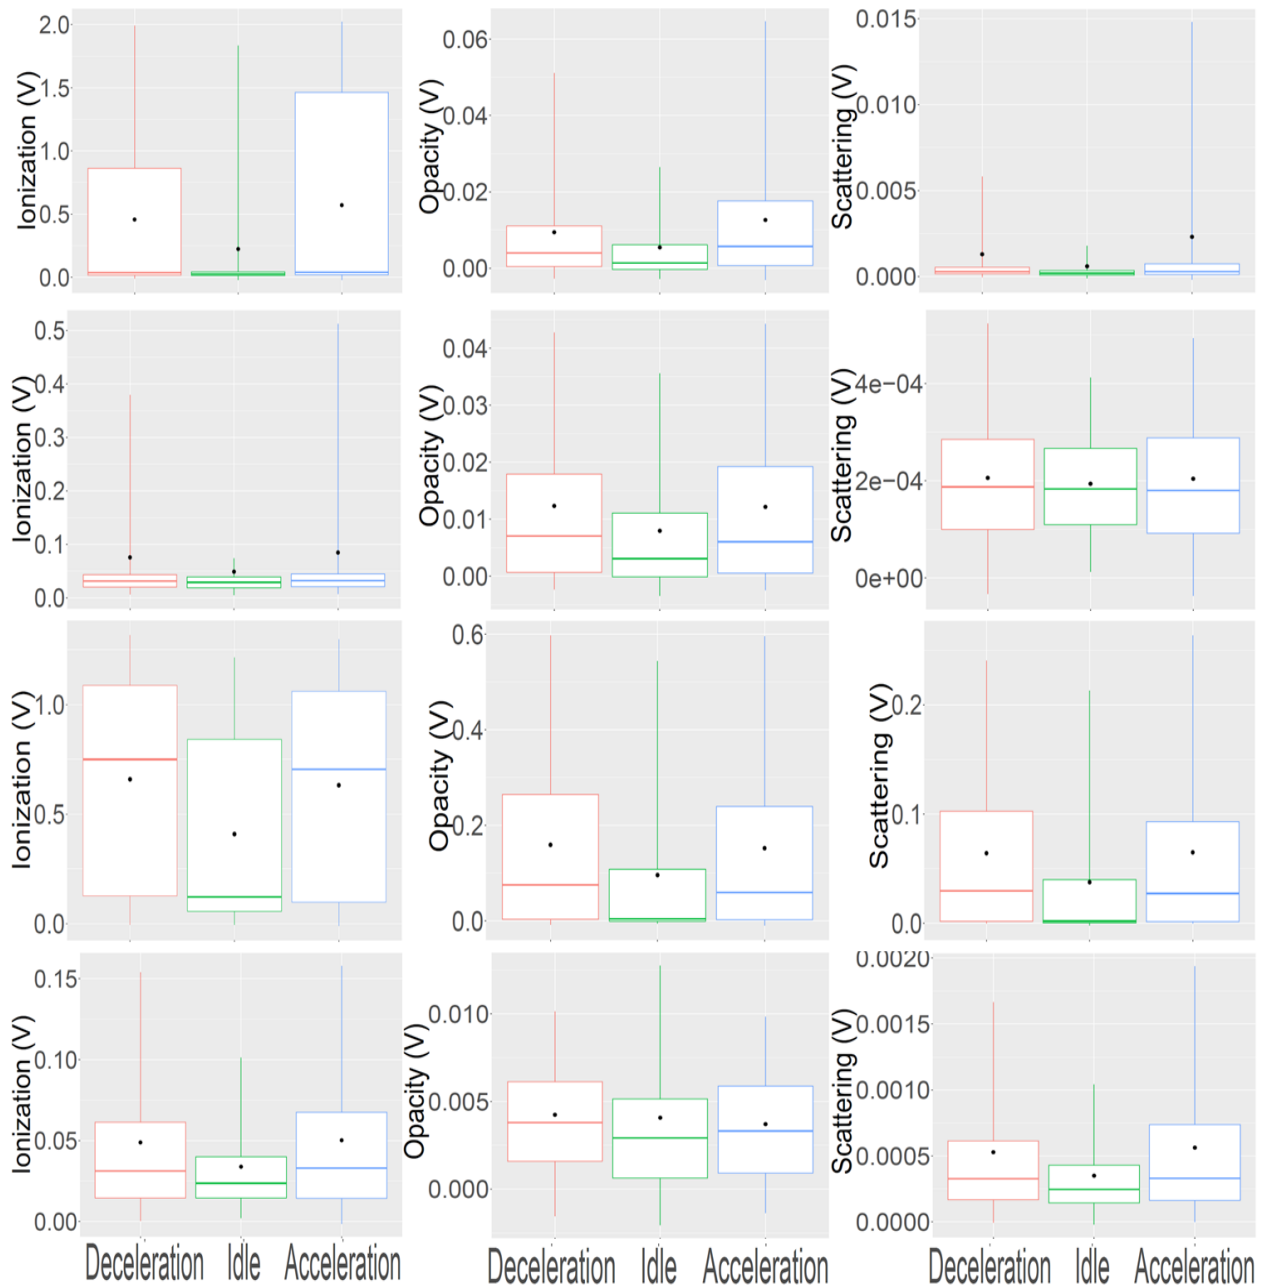 Ionization (V)
2.0
1.5
1.0
0.5
0.0
Opacity (V)
0.06
0.04
0.02
0.00
Scattering (V)
0.015
0.010
0.005
0.000
Ionization (V)
0.5
0.4
0.3
0.2
0.1
0.0
Opacity (V)
0.04
0.03
0.02
0.01
0.00
Scattering (V)
4e−04
2e−04
0e+00
Ionization (V)
1.0
0.5
0.0
Opacity (V)
0.6
0.4
0.2
0.0
Scattering (V)
0.2
0.1
0.0
Ionization (V)
0.15
0.10
0.05
0.00
Opacity (V)
0.010
0.005
0.000
Scattering (V)
0.0020
0.0015
0.0010
0.0005
0.0000
Deceleration Idle Acceleration
Deceleration Idle Acceleration
Deceleration Idle Acceleration